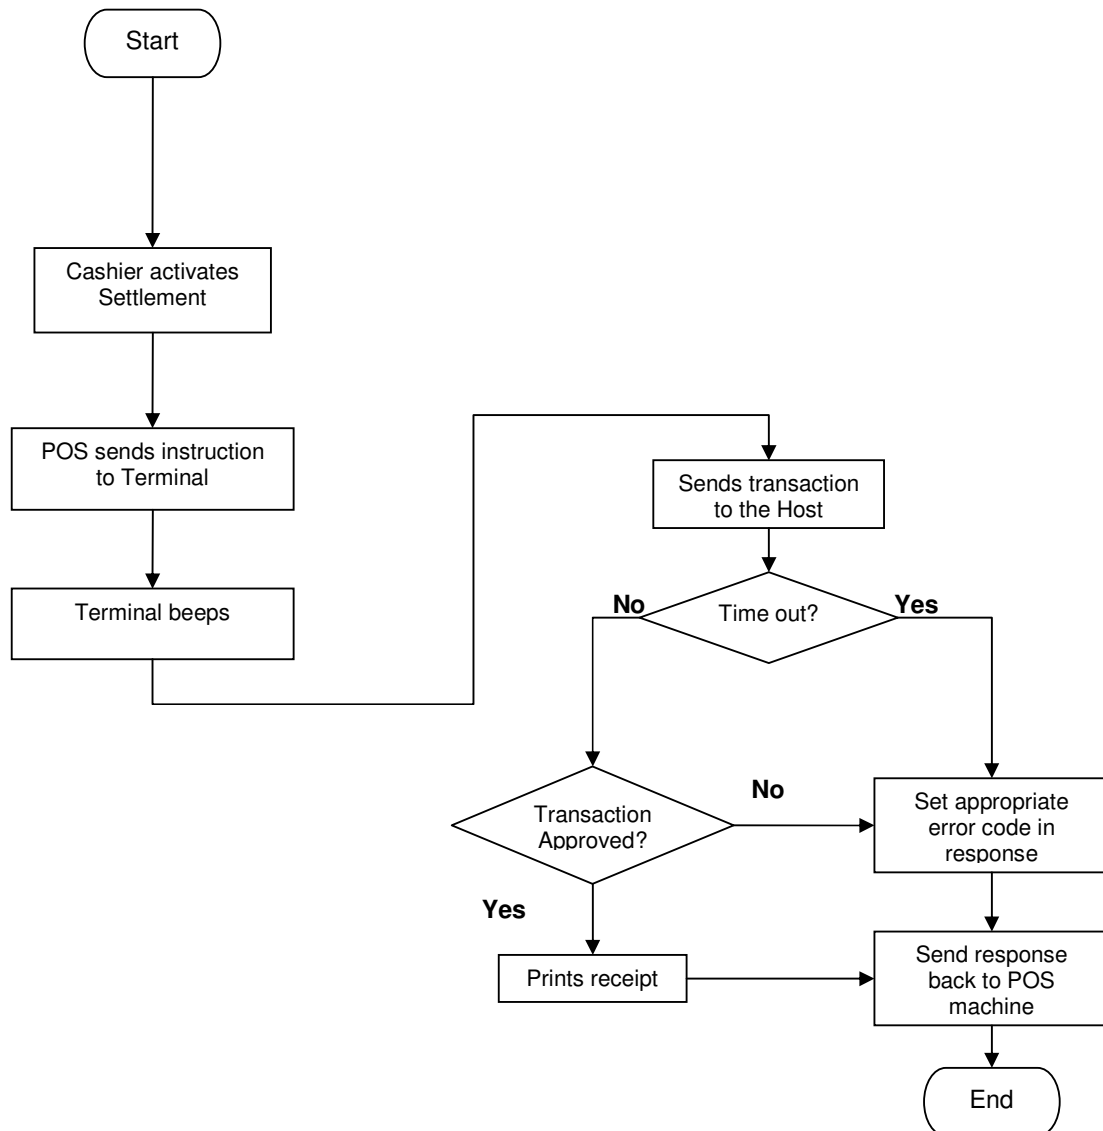 Start
Cashier activates
Settlement
POS sends instruction
to Terminal
Terminal beeps
Sends transaction
to the Host
Time out?
No
Yes
Transaction
Approved?
No
Yes
Set appropriate
error code in
response
Prints receipt
Send response
back to POS
machine
End